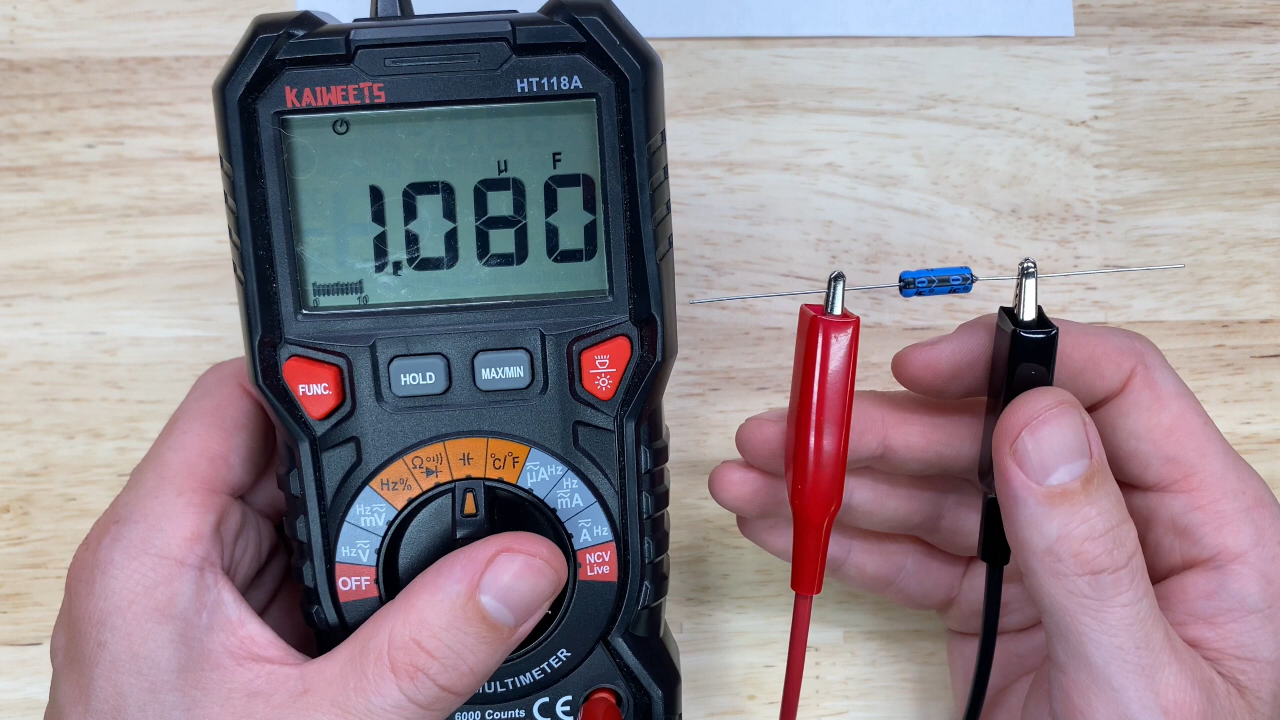 KAIWEETS HT118A
µ F
1.080
0 10
FUNC. HOLD MAX/MIN
Hz% Ω °C/°F
Hz mV µA Hz
Hz mA
Hz V A Hz
OFF NCV Live
MULTIMETER
6000 Counts CE